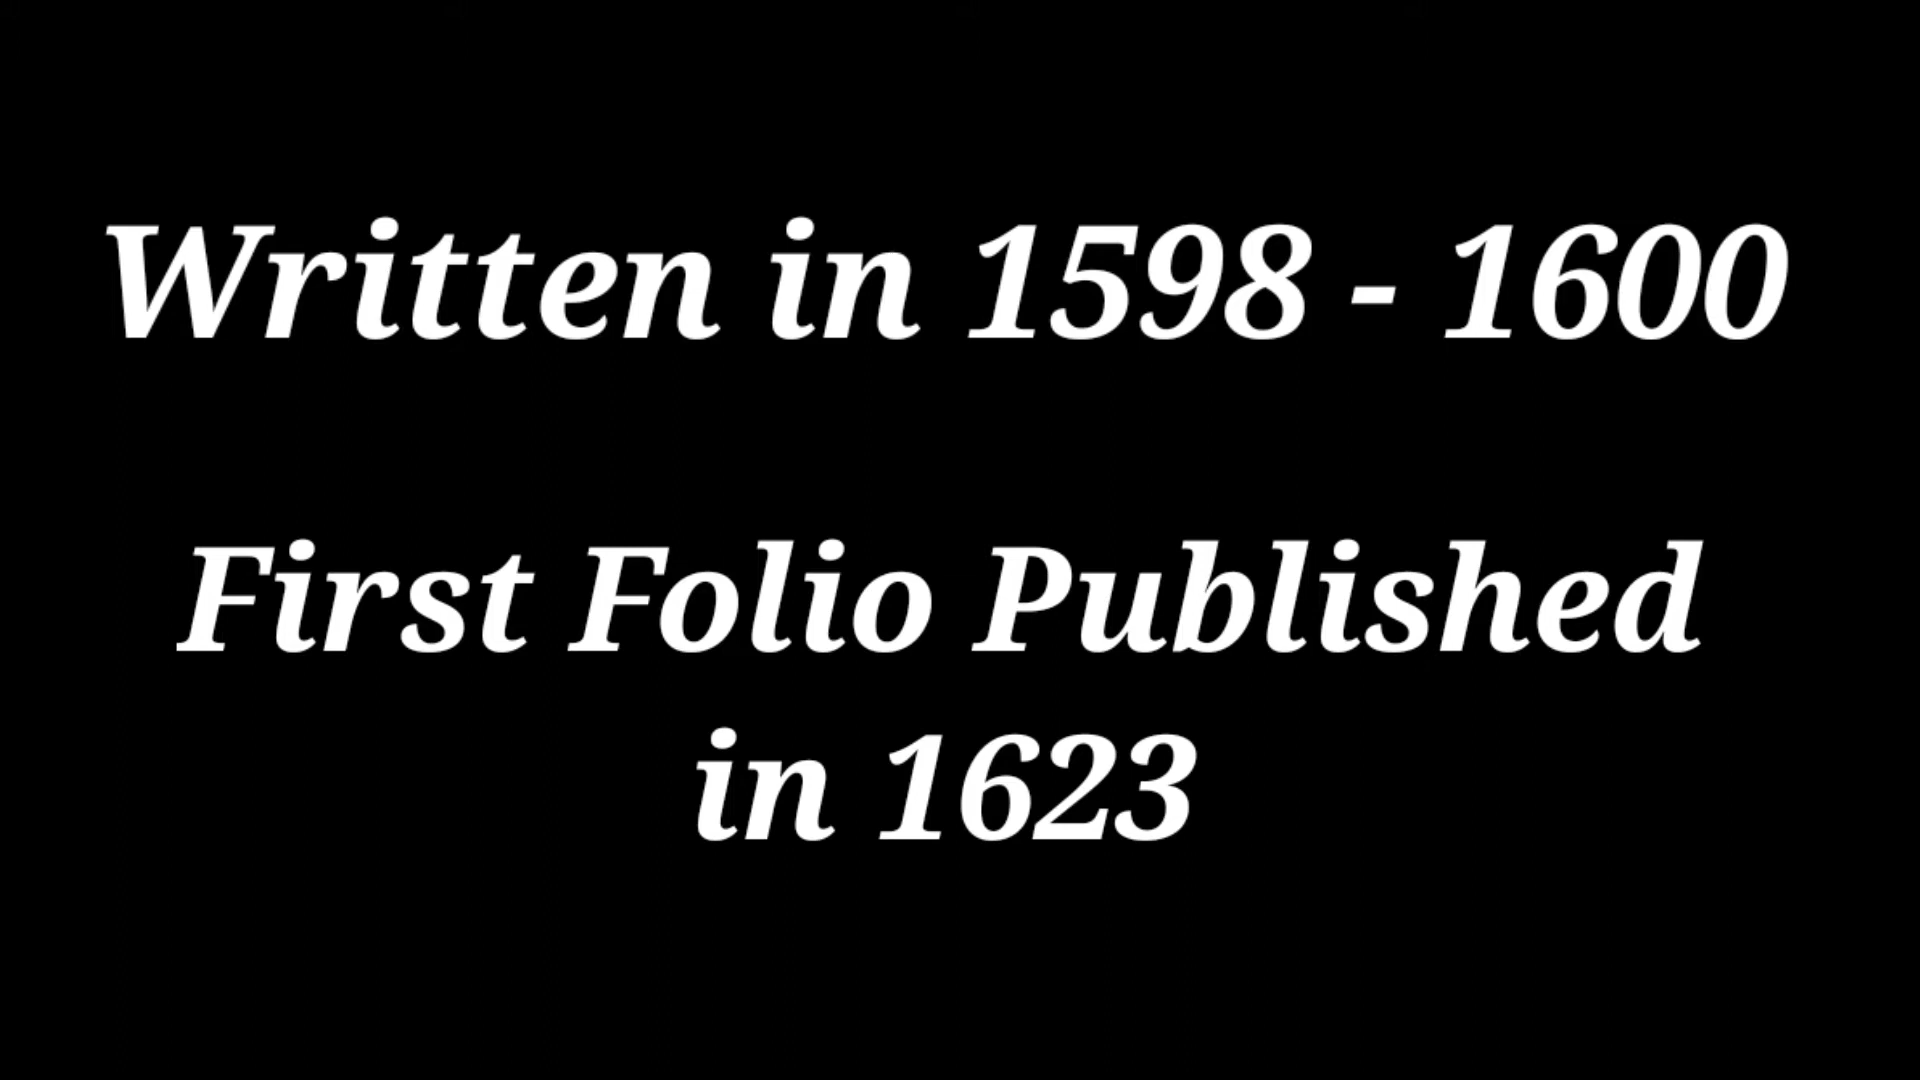 Written in 1598 - 1600
First Folio Published
in 1623